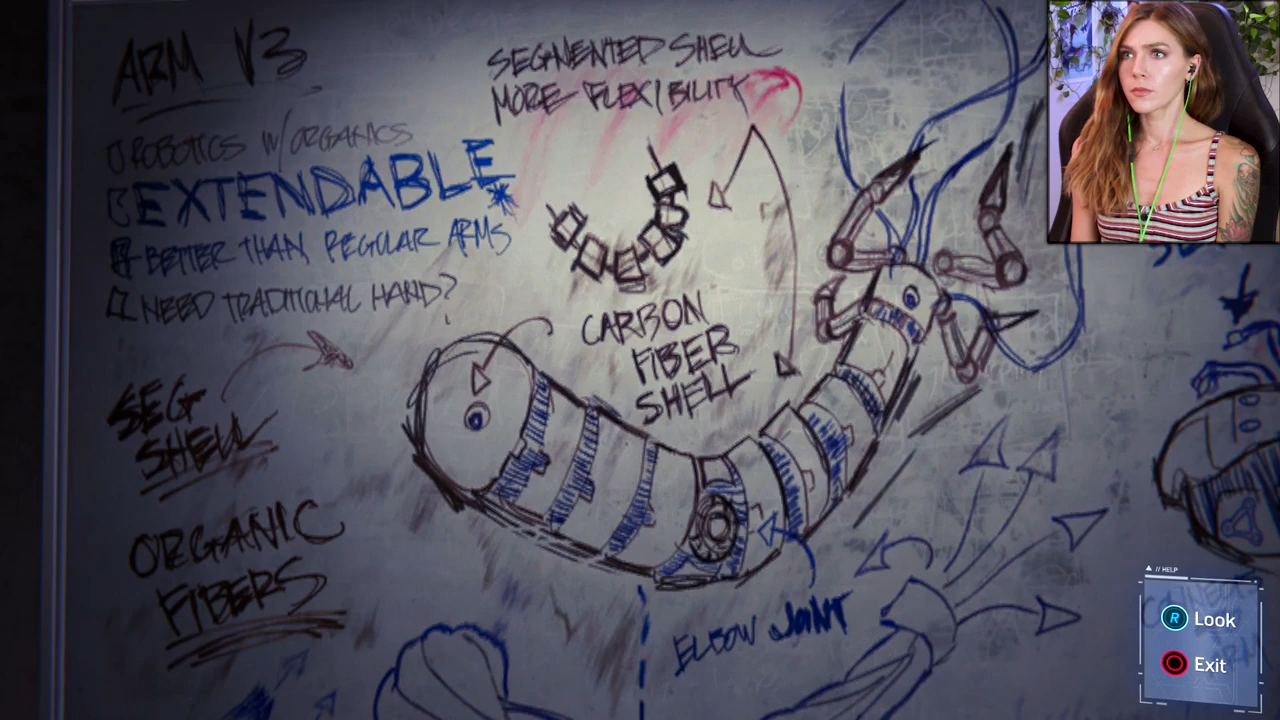 ARM V3
SEGMENTED SHELL
MORE FLEXIBILITY
ROBOTICS W/ORGANICS
EXTENDABLE*
BETTER THAN REGULAR ARMS
NEED TRADITIONAL HAND?
CARBON
FIBER
SHELL
SEG
SHELL
ORGANIC
FIBERS
ELBOW JOINT
// HELP
R Look
Exit